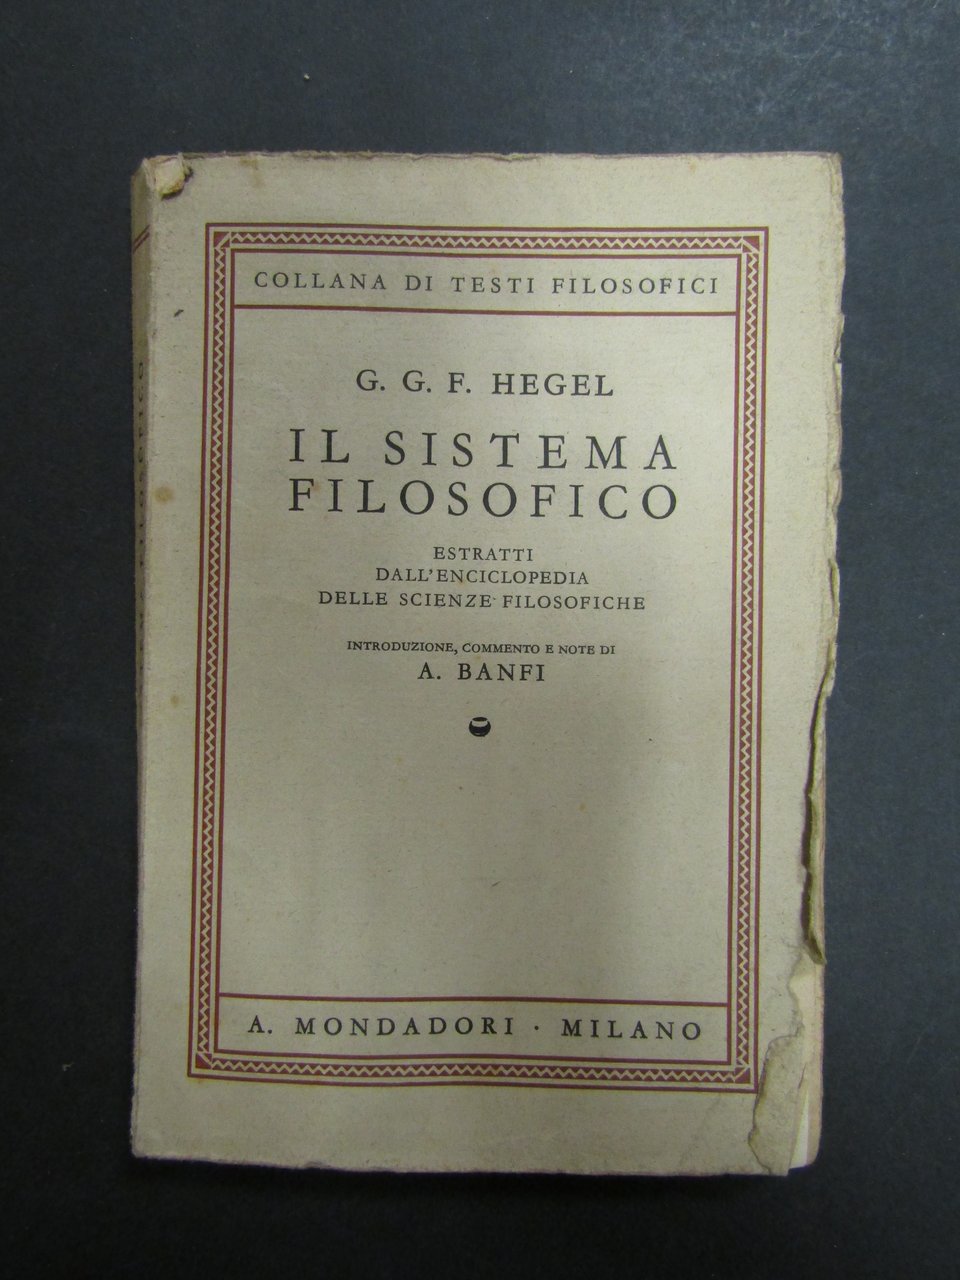 COLLANA DI TESTI FILOSOFICI
G. G. F. HEGEL
IL SISTEMA
FILOSOFICO
ESTRATTI
DALL'ENCICLOPEDIA
DELLE SCIENZE FILOSOFICHE
INTRODUZIONE, COMMENTO E NOTE DI
A. BANFI
A. MONDADORI · MILANO